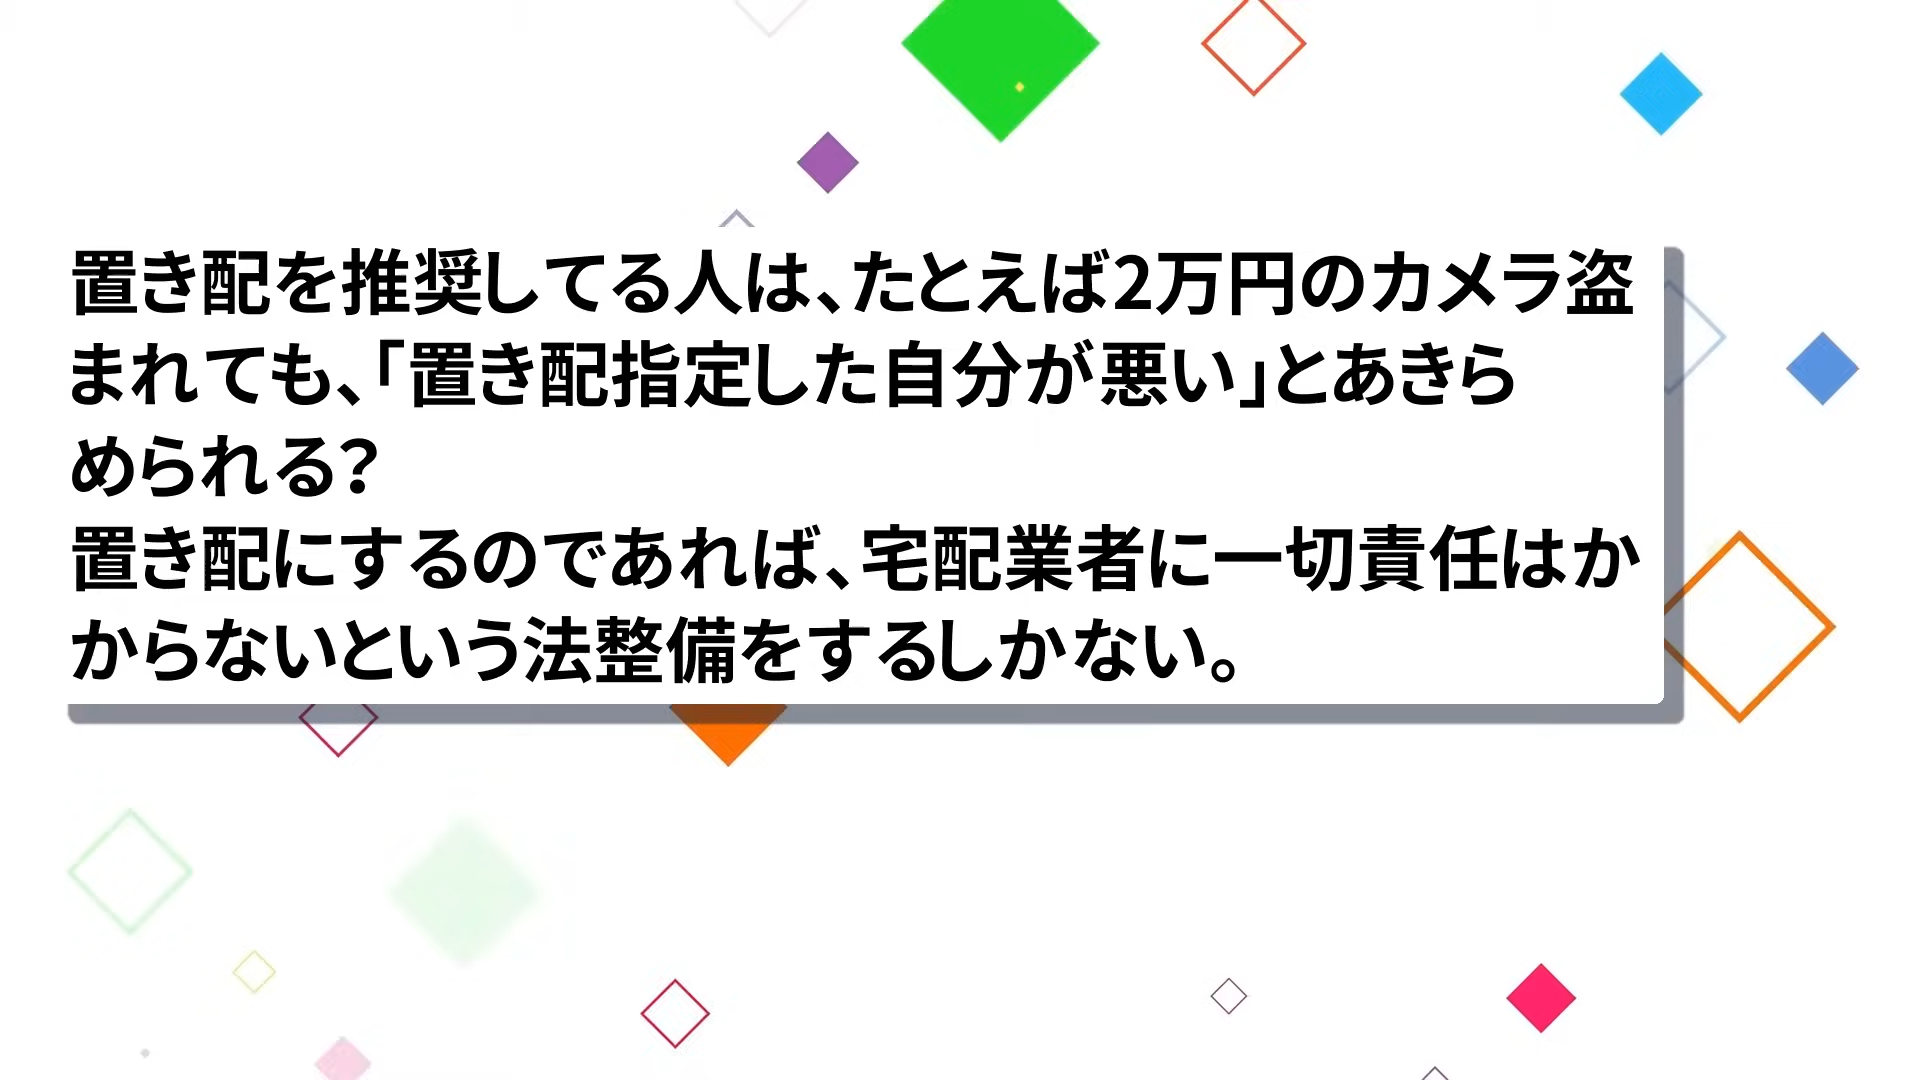 置き配を推奨してる人は、たとえば2万円のカメラ盗
まれても、「置き配指定した自分が悪い」とあきら
められる？
置き配にするのであれば、宅配業者に一切責任はか
からないという法整備をするしかない。